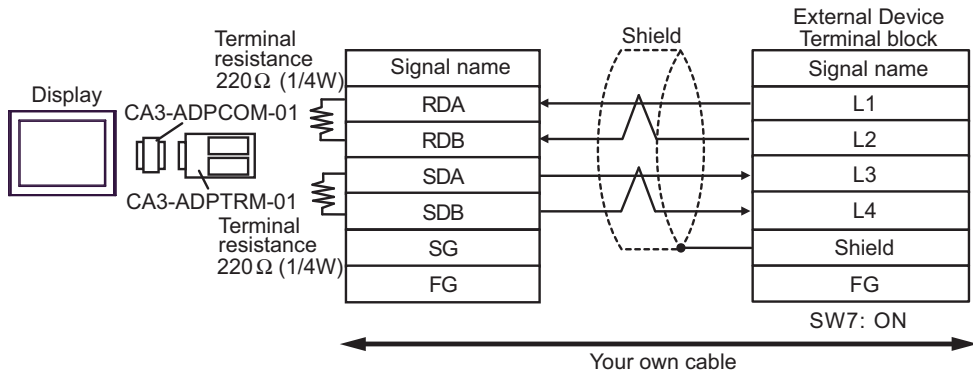 External Device
Terminal block
Shield
Terminal
resistance
220Ω (1/4W)
Display
CA3-ADPCOM-01
CA3-ADPTRM-01
Terminal
resistance
220Ω (1/4W)
Signal name
RDA
RDB
SDA
SDB
SG
FG
Signal name
L1
L2
L3
L4
Shield
FG
SW7: ON
Your own cable